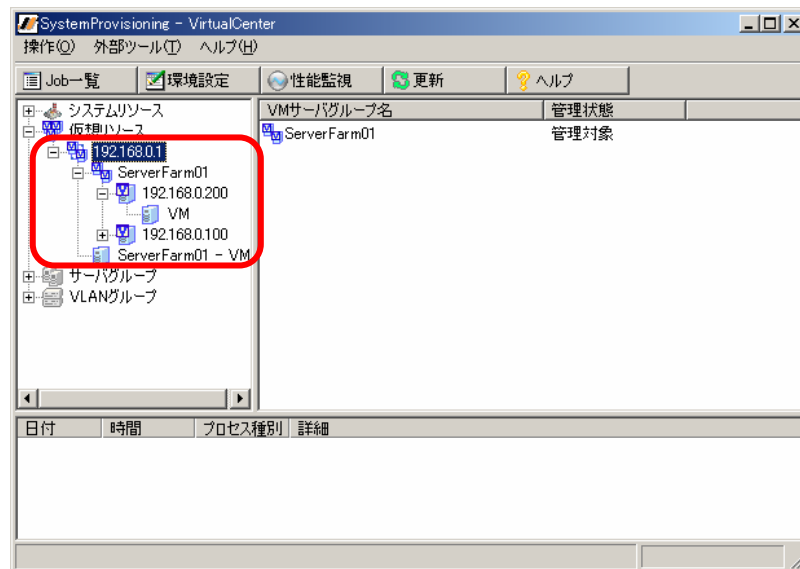 SystemProvisioning - VirtualCenter
操作(O) 外部ツール(T) ヘルプ(H)
Job一覧 環境設定 性能監視 更新 ヘルプ
システムリソース
仮想リソース
192.168.0.1
ServerFarm01
192.168.0.200
VM
192.168.0.100
ServerFarm01 - VM
サーバグループ
VLANグループ
VMサーバグループ名 管理状態
ServerFarm01 管理対象
日付 時間 プロセス種別 詳細